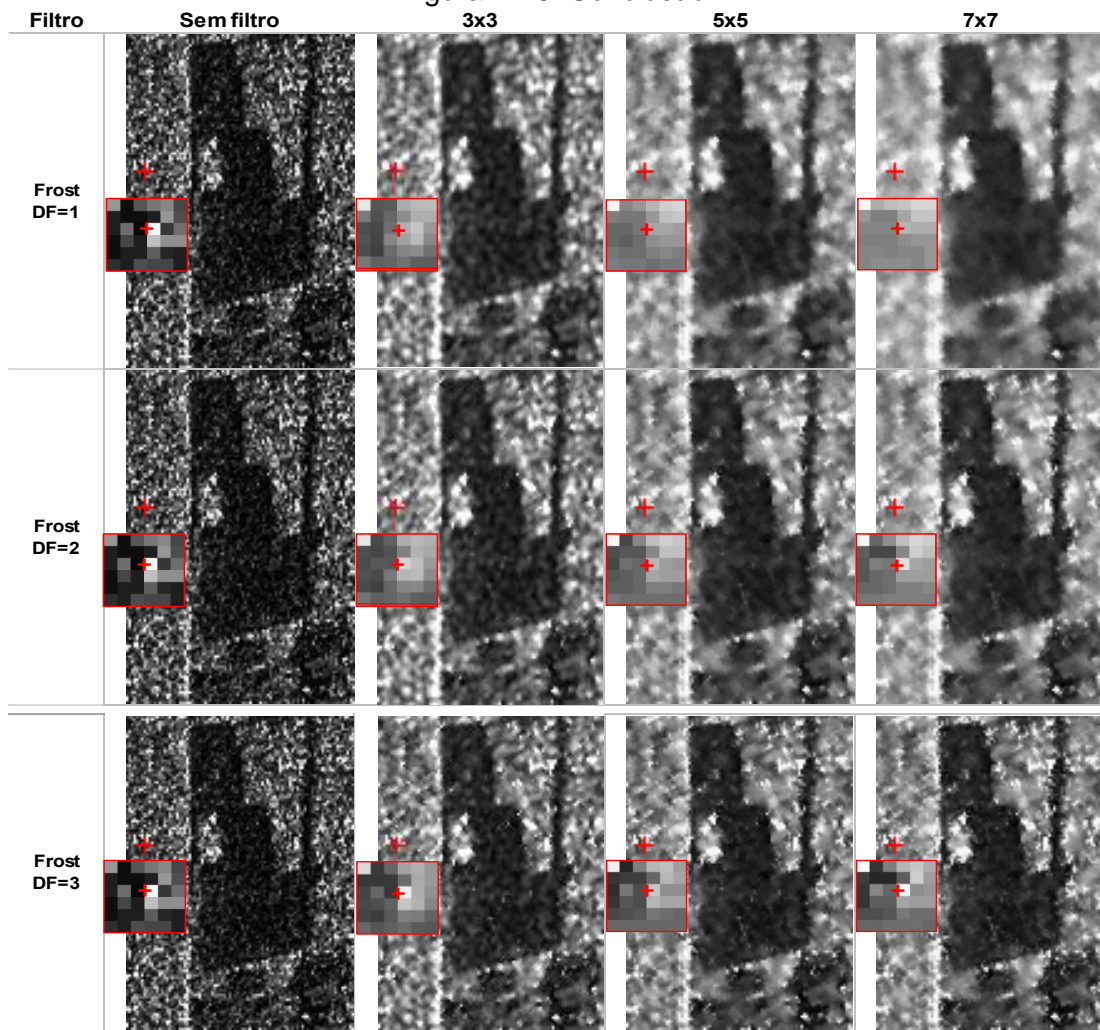 Filtro Sem filtro 3x3 5x5 7x7
Frost
DF=1
Frost
DF=2
Frost
DF=3